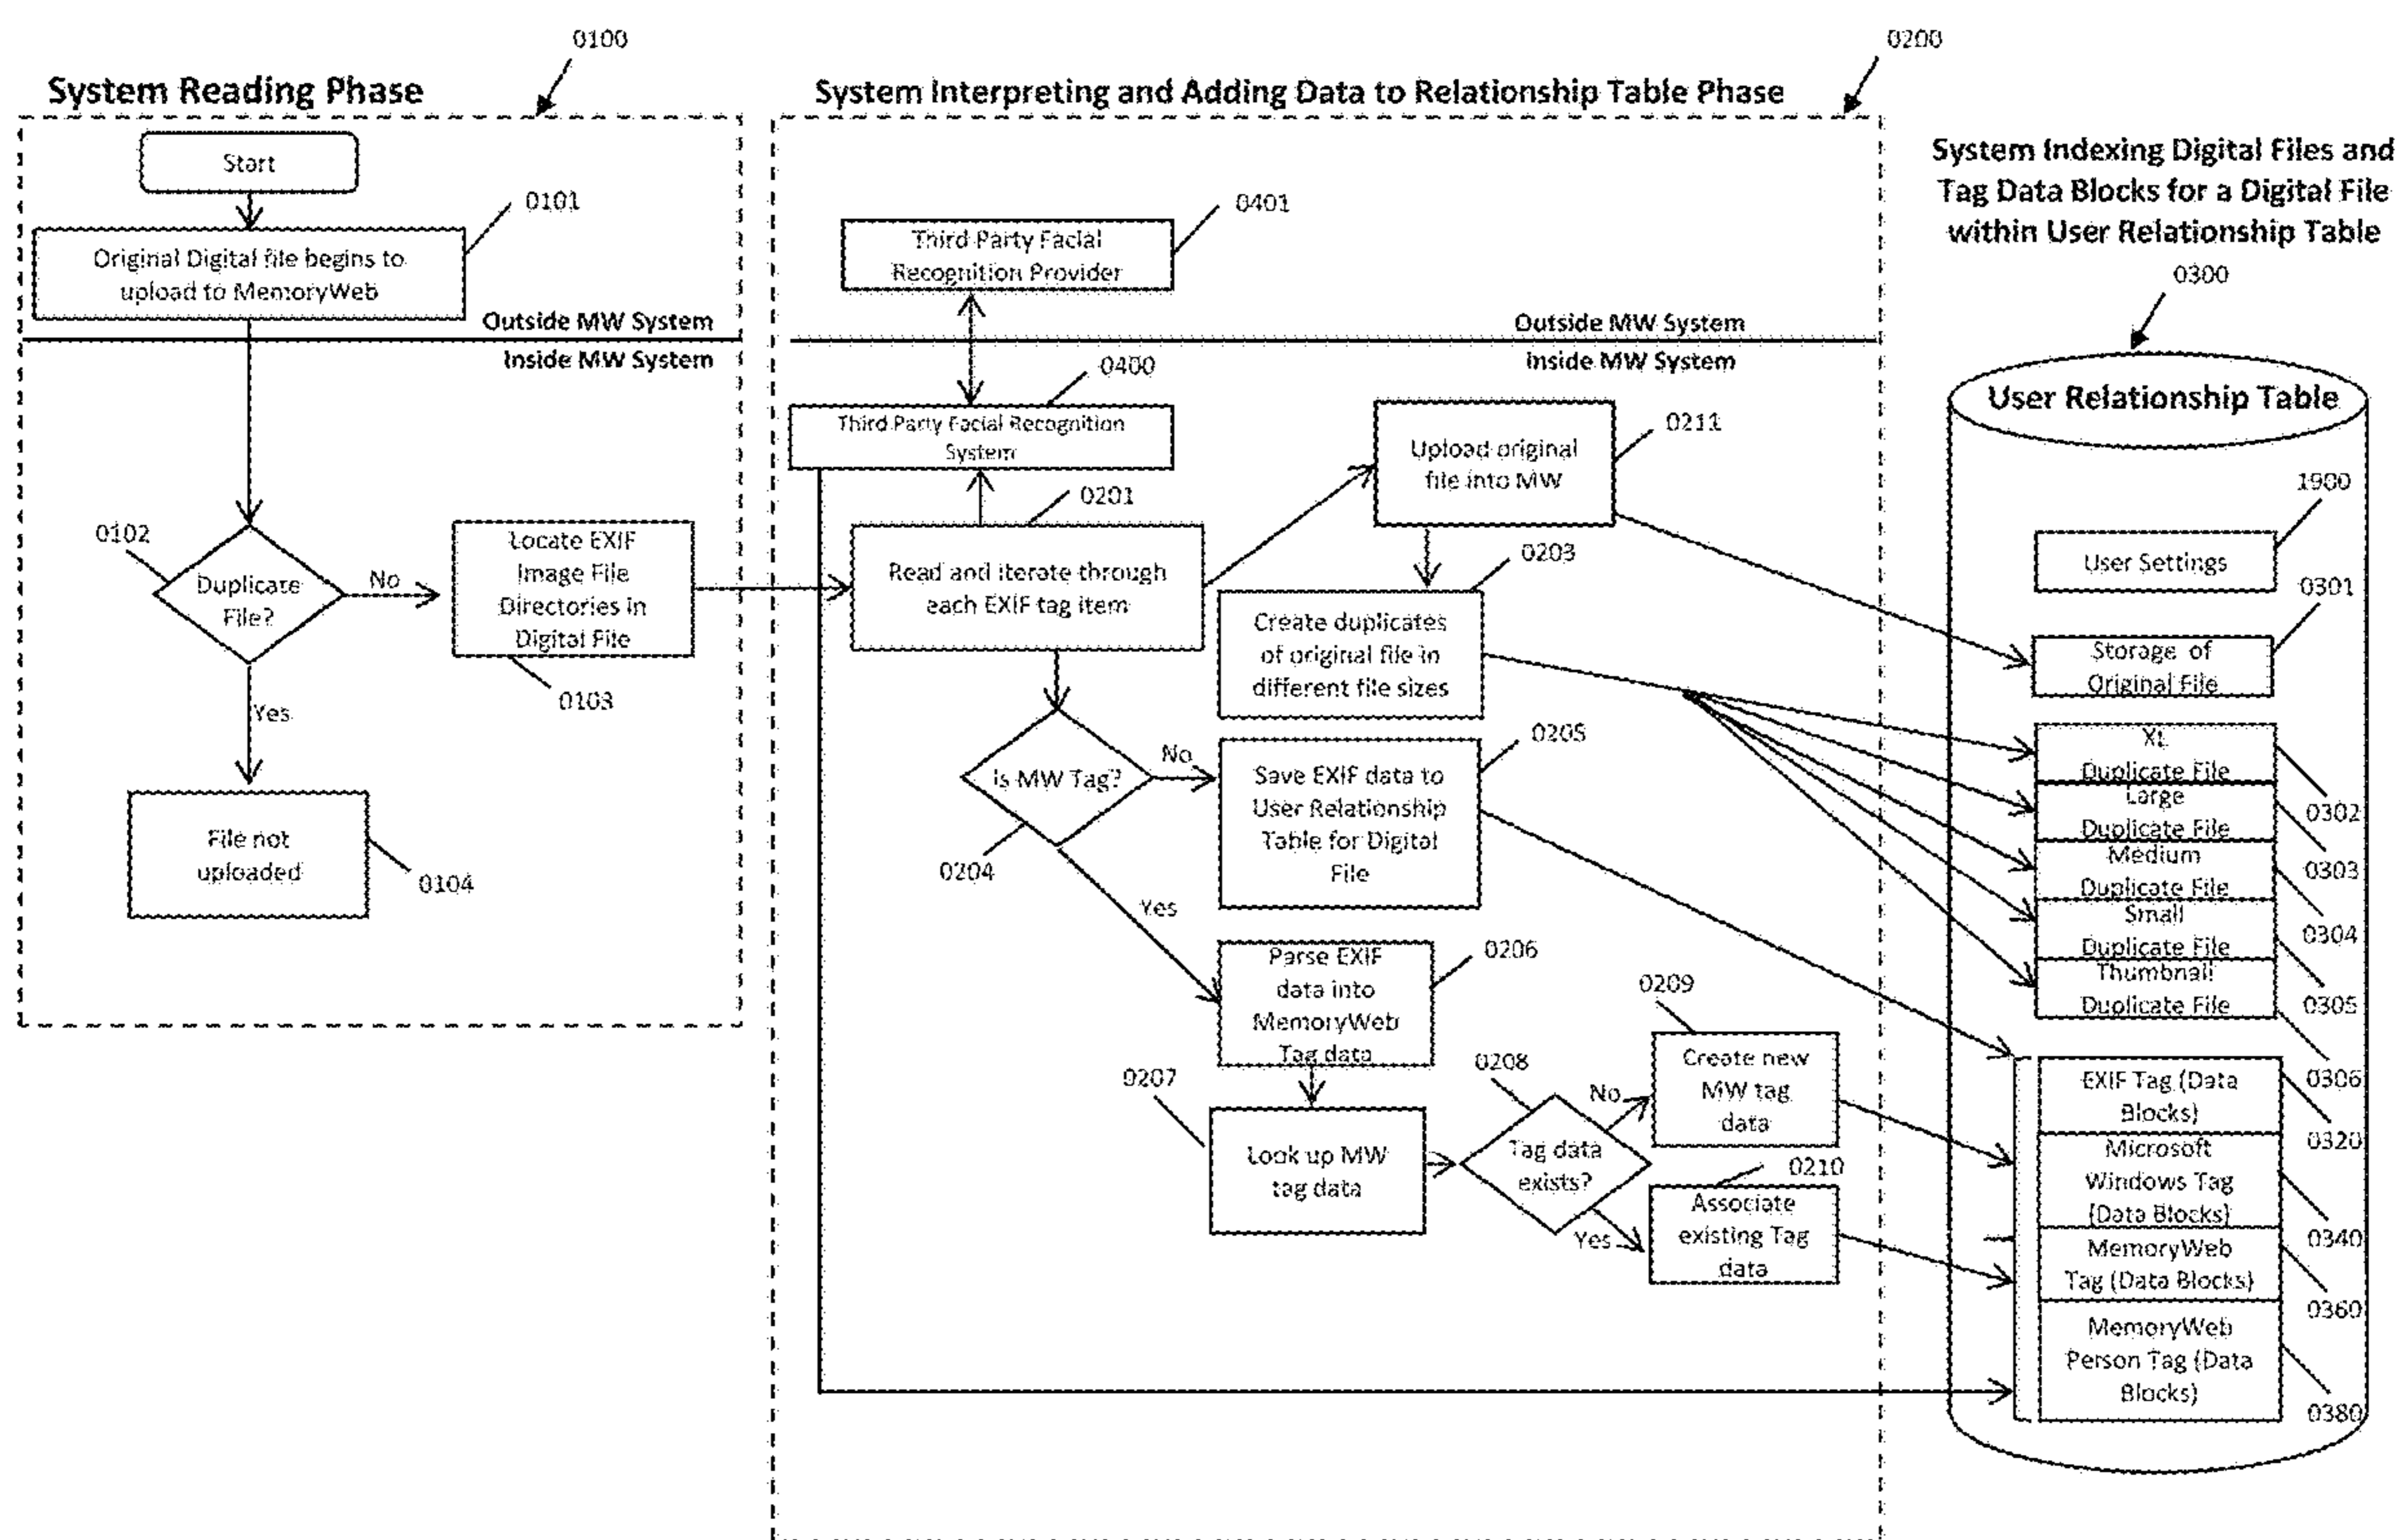 0100
System Reading Phase
Start
0101
Original Digital file begins to
upload to MemoryWeb
Outside MW System
Inside MW System
0102
Duplicate
File?
No
Locate EXIF
Image File
Directories in
Digital File
0103
Yes
File not
uploaded
0104
0200
System Interpreting and Adding Data to Relationship Table Phase
0401
Third Party Facial
Recognition Provider
Outside MW System
Inside MW System
0400
Third Party Facial Recognition
System
0201
Read and iterate through
each EXIF tag item
0211
Upload original
file into MW
0203
Create duplicates
of original file in
different file sizes
Is MW Tag?
0204
No
0205
Save EXIF data to
User Relationship
Table for Digital
File
Yes
0206
Parse EXIF
data into
MemoryWeb
Tag data
0207
Look up MW
tag data
0208
Tag data
exists?
No
0209
Create new
MW tag
data
Yes
0210
Associate
existing Tag
data
System Indexing Digital Files and
Tag Data Blocks for a Digital File
within User Relationship Table
0300
User Relationship Table
1900
User Settings
0301
Storage of
Original File
XL
Duplicate File
0302
Large
Duplicate File
0303
Medium
Duplicate File
0304
Small
Duplicate File
0305
Thumbnail
Duplicate File
0306
EXIF Tag (Data
Blocks)
0320
Microsoft
Windows Tag
(Data Blocks)
0340
MemoryWeb
Tag (Data Blocks)
0360
MemoryWeb
Person Tag (Data
Blocks)
0380